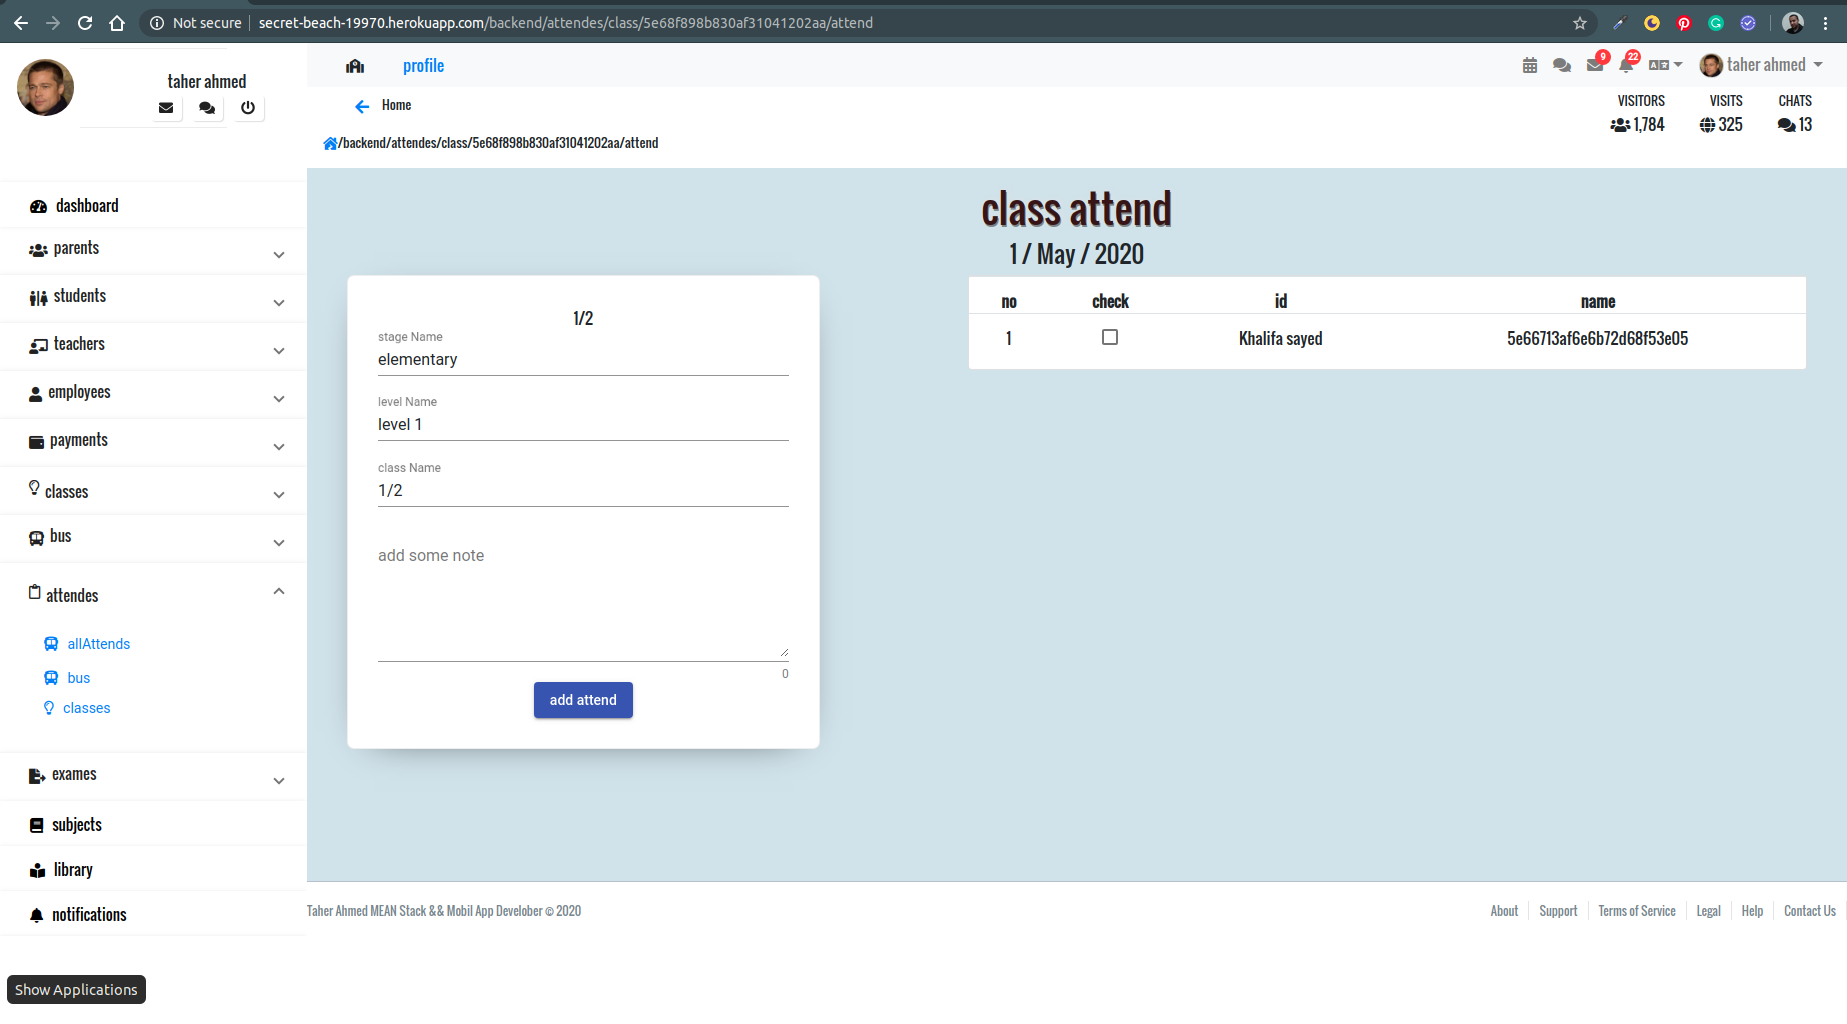 Not secure secret-beach-19970.herokuapp.com/backend/attendes/class/5e68f898b830af31041202aa/attend
taher ahmed
profile
9
22
taher ahmed
Home
VISITORS VISITS CHATS
1,784 325 13
/backend/attendes/class/5e68f898b830af31041202aa/attend
dashboard
parents
students
teachers
employees
payments
classes
bus
attendes
allAttends
bus
classes
exames
subjects
library
notifications
class attend
1 / May / 2020
1/2
stage Name
elementary
level Name
level 1
class Name
1/2
add some note
0
add attend
no check id name
1 Khalifa sayed 5e66713af6e6b72d68f53e05
Taher Ahmed MEAN Stack && Mobil App Develober © 2020
About Support Terms of Service Legal Help Contact Us
Show Applications